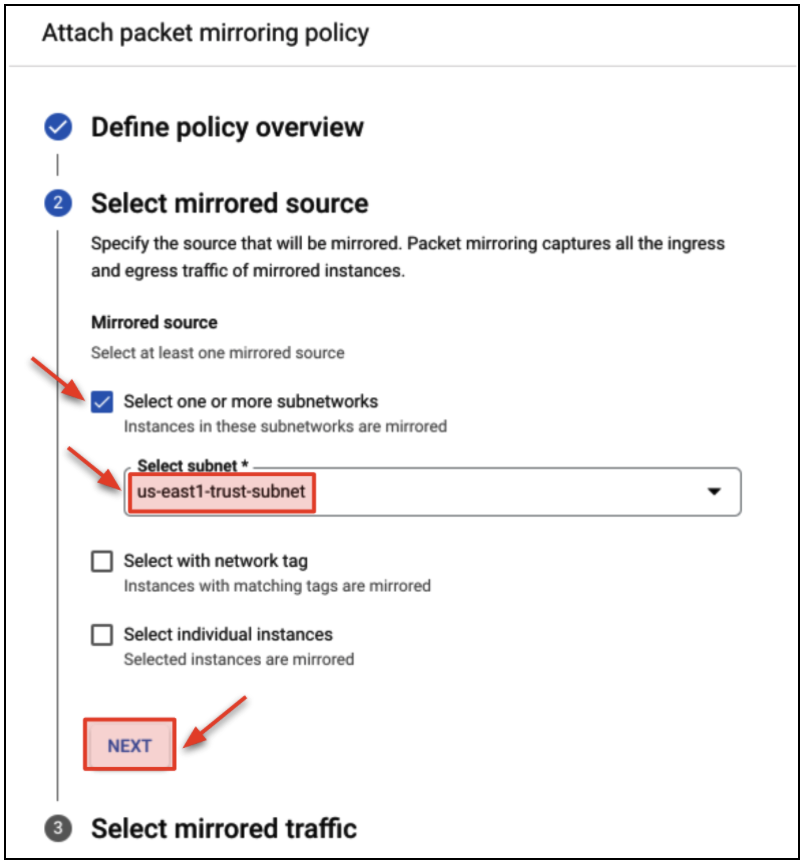 Attach packet mirroring policy
Define policy overview
2 Select mirrored source
Specify the source that will be mirrored. Packet mirroring captures all the ingress
and egress traffic of mirrored instances.
Mirrored source
Select at least one mirrored source
Select one or more subnetworks
Instances in these subnetworks are mirrored
Select subnet *
us-east1-trust-subnet
Select with network tag
Instances with matching tags are mirrored
Select individual instances
Selected instances are mirrored
NEXT
3 Select mirrored traffic